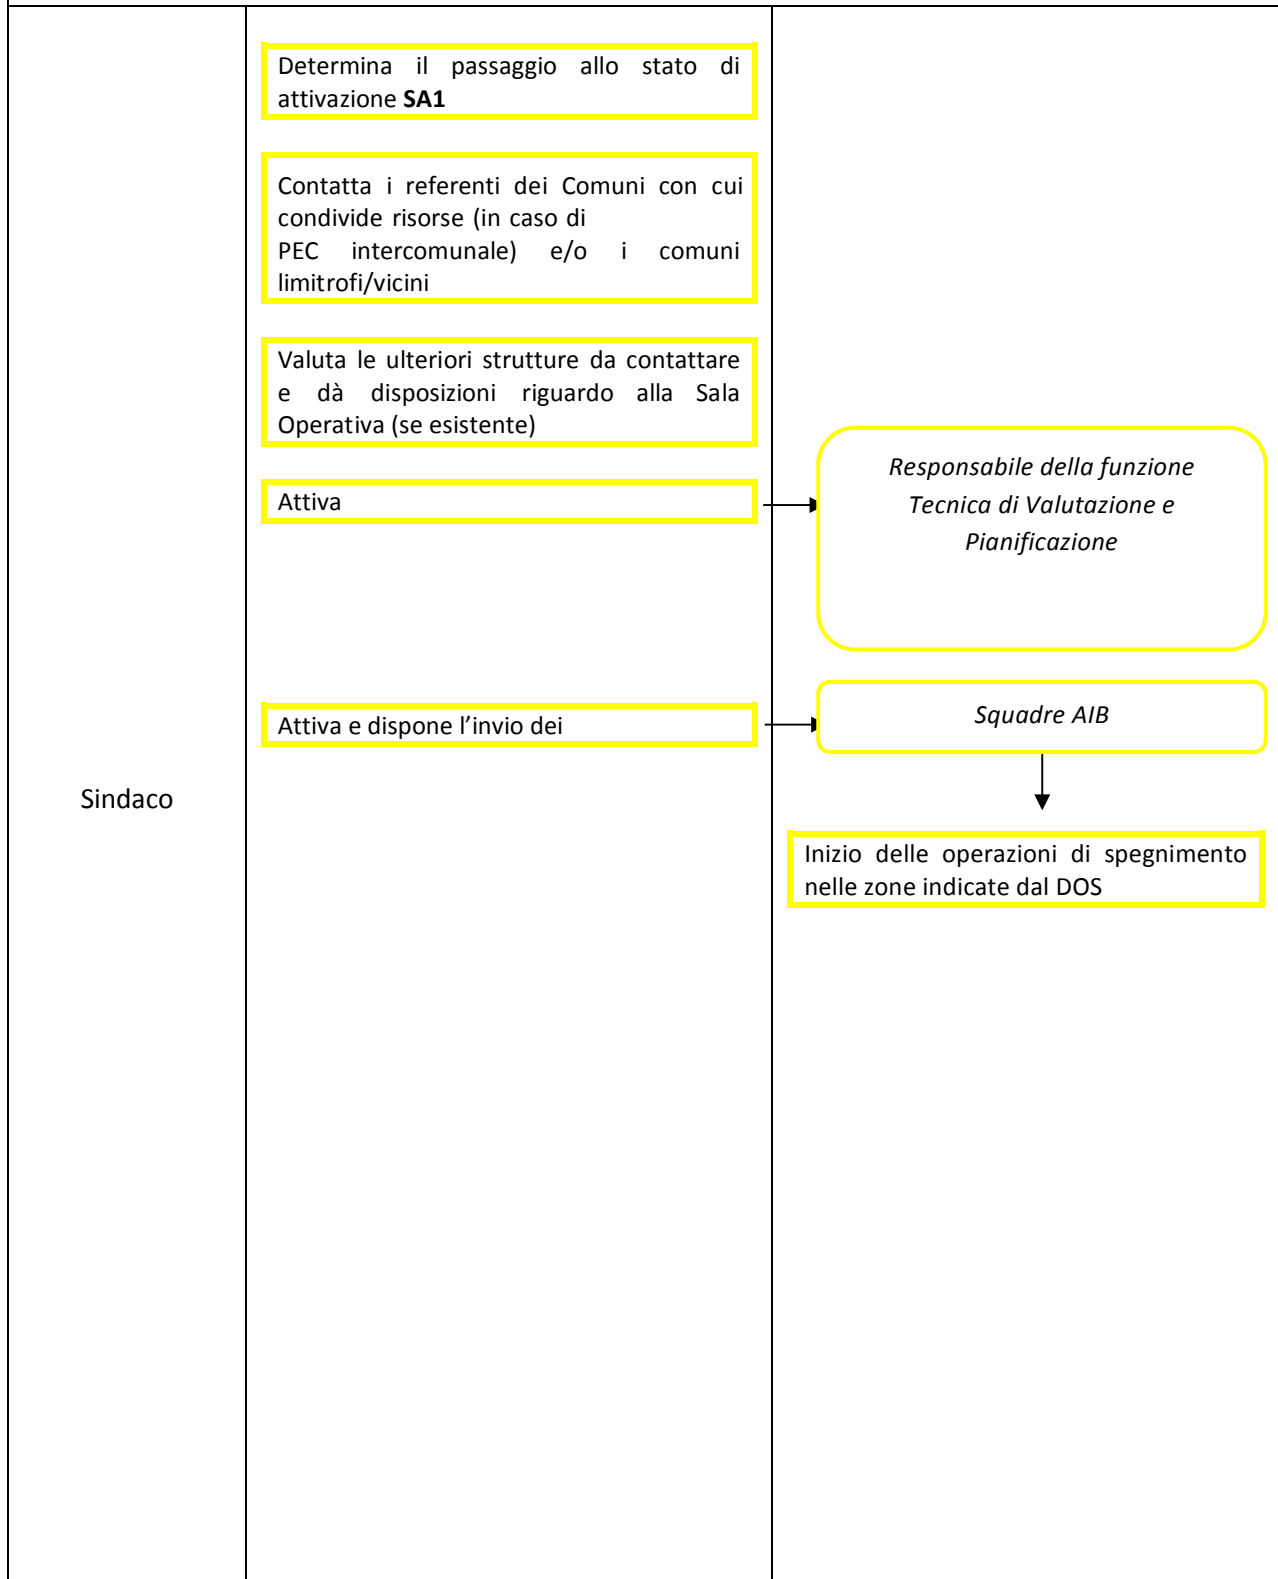 Determina il passaggio allo stato di
attivazione SA1
Contatta i referenti dei Comuni con cui
condivide risorse (in caso di
PEC intercomunale) e/o i comuni
limitrofi/vicini
Valuta le ulteriori strutture da contattare
e dà disposizioni riguardo alla Sala
Operativa (se esistente)
Attiva
Responsabile della funzione
Tecnica di Valutazione e
Pianificazione
Attiva e dispone l’invio dei
Squadre AIB
Sindaco
Inizio delle operazioni di spegnimento
nelle zone indicate dal DOS